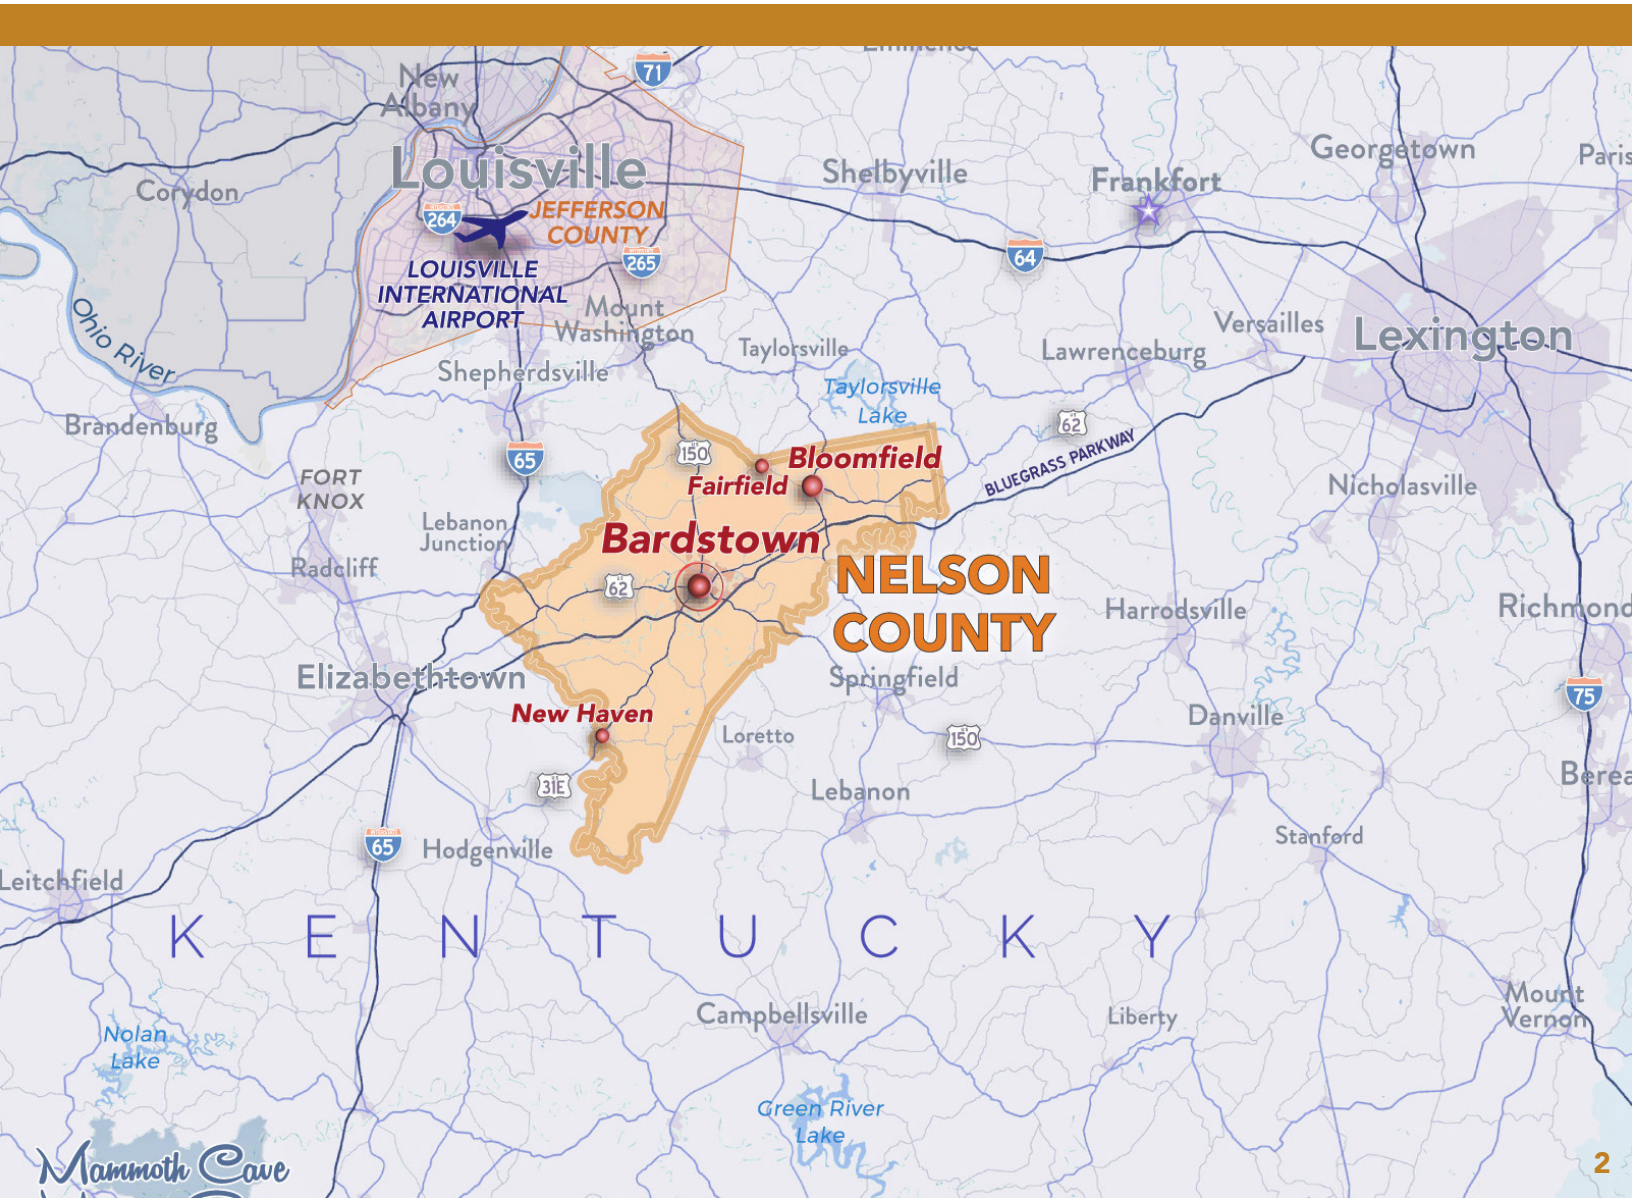 Eminence
New
Albany
71
Louisville
Corydon
Shelbyville
Frankfort
Georgetown
Paris
264
JEFFERSON
COUNTY
265
64
LOUISVILLE
INTERNATIONAL
AIRPORT
Ohio River
Mount
Washington
Taylorsville
Versailles
Lexington
Lawrenceburg
Shepherdsville
Taylorsville
Lake
Brandenburg
62
BLUEGRASS PARKWAY
65
150
Bloomfield
Fairfield
FORT
KNOX
Nicholasville
Lebanon
Junction
Bardstown
Radcliff
62
NELSON
COUNTY
Harrodsville
Richmond
Elizabethtown
Springfield
75
New Haven
Loretto
150
Danville
31E
Lebanon
Berea
65
Hodgenville
Stanford
Leitchfield
KENTUCKY
Campbellsville
Liberty
Mount
Vernon
Nolan
Lake
Green River
Lake
Mammoth Cave
2